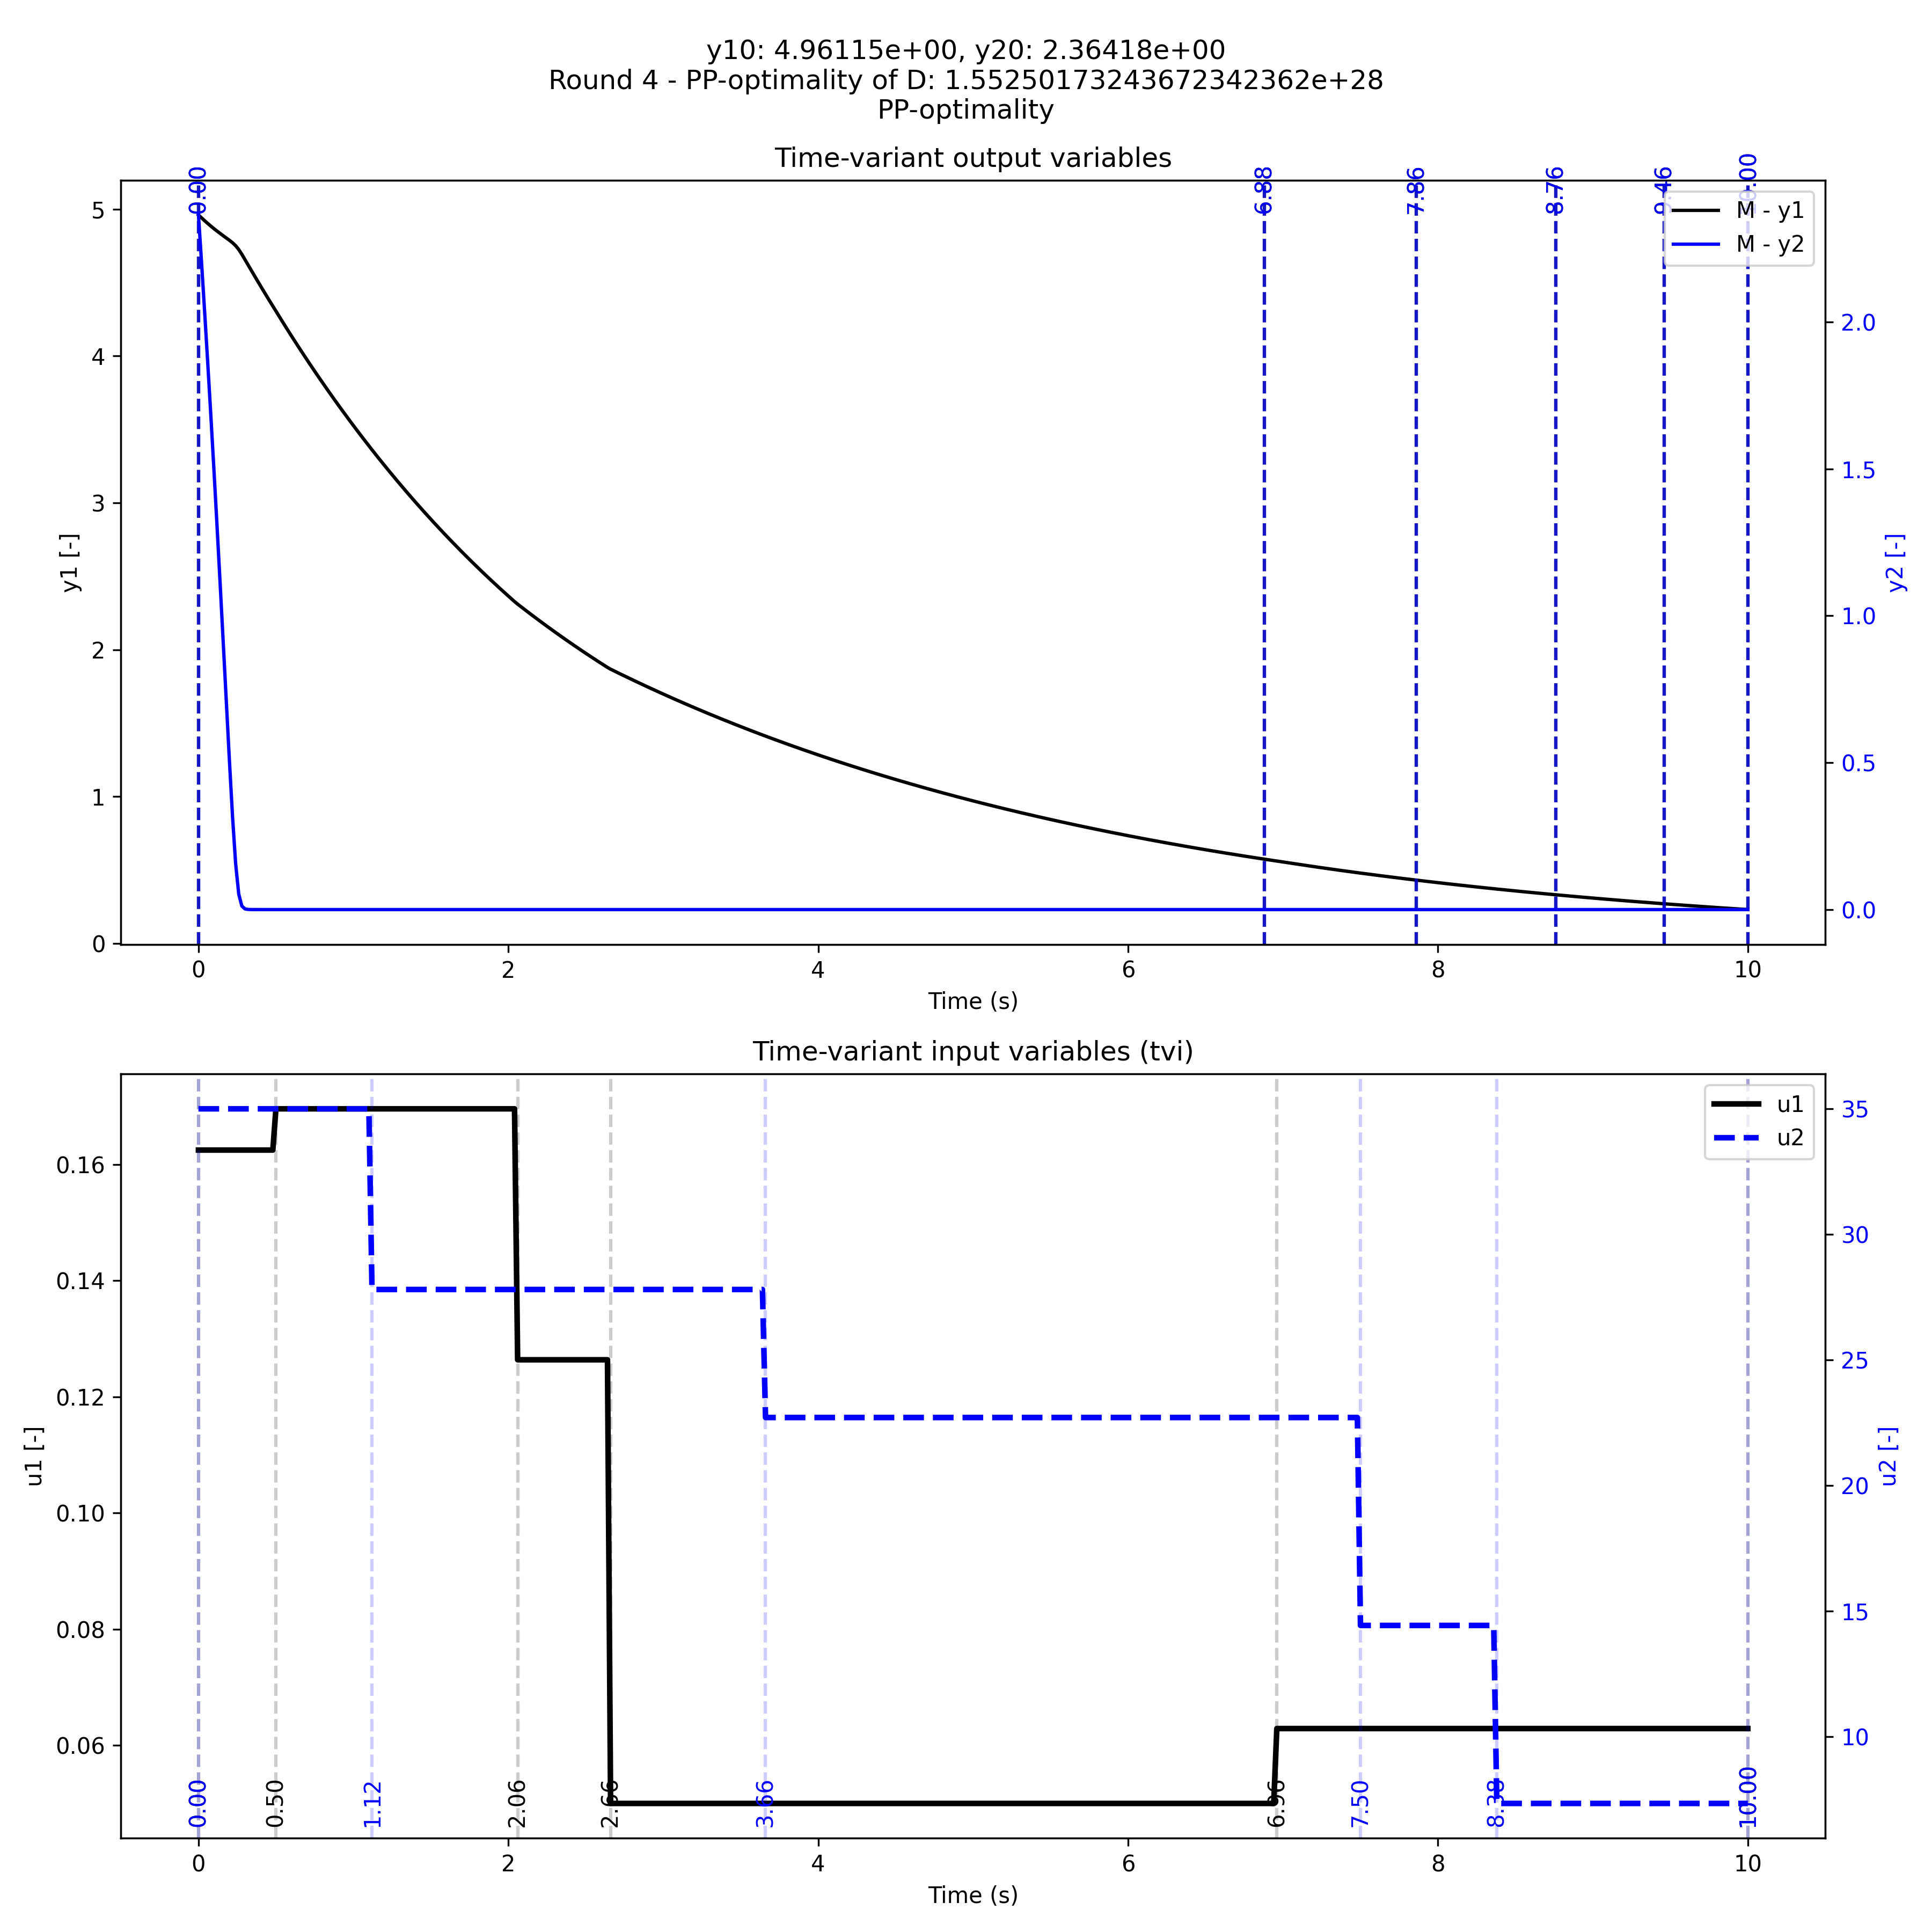 y10: 4.96115e+00, y20: 2.36418e+00
Round 4 - PP-optimality of D: 1.55250173243672342362e+28
PP-optimality
Time-variant output variables
0.00
6.88
7.86
8.76
9.46
10.00
M - y1
M - y2
5
4
3
2
1
0
y1 [-]
2.0
1.5
1.0
0.5
0.0
y2 [-]
0 2 4 6 8 10
Time (s)
Time-variant input variables (tvi)
u1
u2
0.16
0.14
0.12
0.10
0.08
0.06
u1 [-]
35
30
25
20
15
10
u2 [-]
0.00
0.50
1.12
2.06
2.66
3.66
6.96
7.50
8.38
10.00
0 2 4 6 8 10
Time (s)